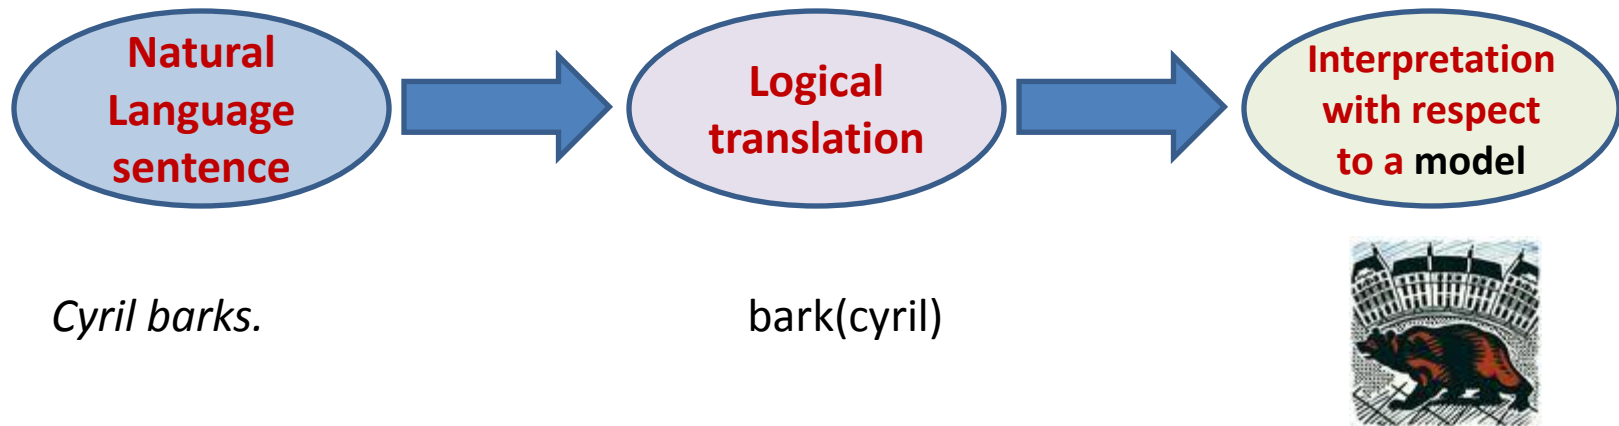 Natural
Language
sentence
Logical
translation
Interpretation
with respect
to a model
Cyril barks.
bark(cyril)